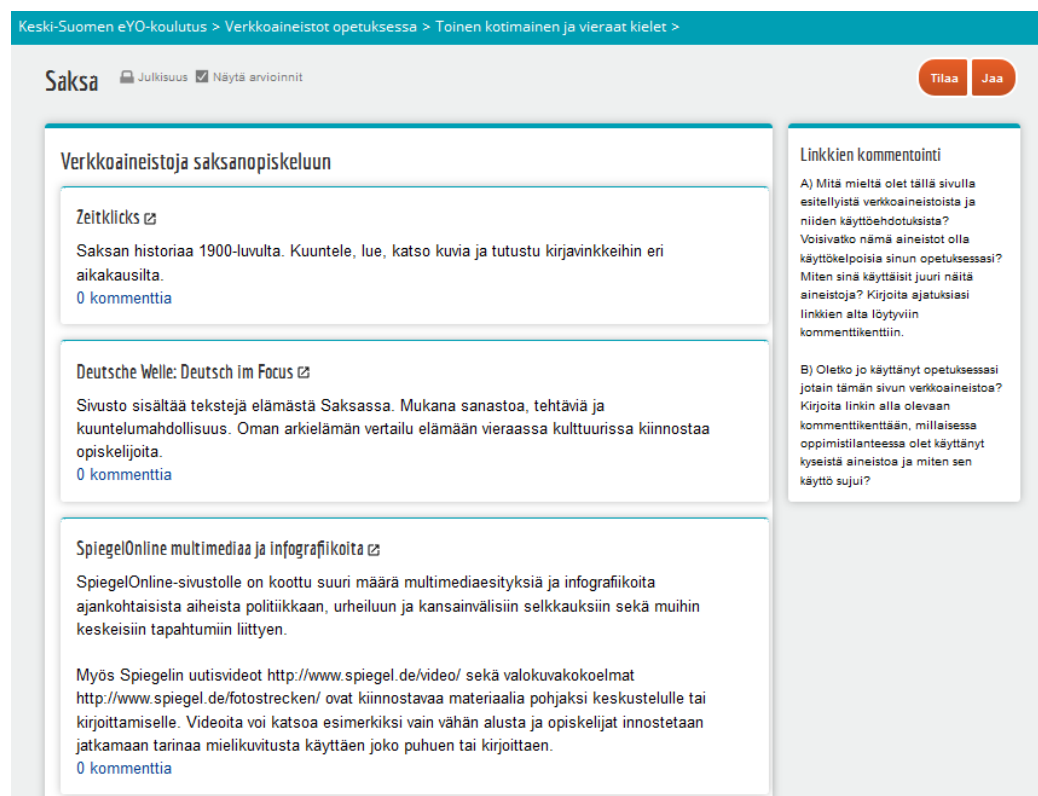 Keski-Suomen eYO-koulutus > Verkkoaineistot opetuksessa > Toinen kotimainen ja vieraat kielet >
Saksa
Julkisuus Näytä arvioinnit
Tilaa Jaa
Verkkoaineistoja saksanopiskeluun
Zeitklicks
Saksan historiaa 1900-luvulta. Kuuntele, lue, katso kuvia ja tutustu kirjavinkkeihin eri
aikakausilta.
0 kommenttia
Deutsche Welle: Deutsch im Focus
Sivusto sisältää tekstejä elämästä Saksassa. Mukana sanastoa, tehtäviä ja
kuuntelumahdollisuus. Oman arkielämän vertailu elämään vieraassa kulttuurissa kiinnostaa
opiskelijoita.
0 kommenttia
SpiegelOnline multimediaa ja infografiikoita
SpiegelOnline-sivustolle on koottu suuri määrä multimediaesityksiä ja infografiikoita
ajankohtaisista aiheista politiikkaan, urheiluun ja kansainvälisiin selkkauksiin sekä muihin
keskeisiin tapahtumiin liittyen.
Myös Spiegelin uutisvideot http://www.spiegel.de/video/ sekä valokuvakokoelmat
http://www.spiegel.de/fotostrecken/ ovat kiinnostavaa materiaalia pohjaksi keskustelulle tai
kirjoittamiselle. Videoita voi katsoa esimerkiksi vain vähän alusta ja opiskelijat innostetaan
jatkamaan tarinaa mielikuvitusta käyttäen joko puhuen tai kirjoittaen.
0 kommenttia
Linkkien kommentointi
A) Mitä mieltä olet tällä sivulla
esitellyistä verkkoaineistoista ja
niiden käyttöehdotuksista?
Voisivatko nämä aineistot olla
käyttökelpoisia sinun opetuksessasi?
Miten sinä käyttäisit juuri näitä
aineistoja? Kirjoita ajatuksiasi
linkkien alta löytyviin
kommenttikenttiin.
B) Oletko jo käyttänyt opetuksessasi
jotain tämän sivun verkkoaineistoa?
Kirjoita linkin alla olevaan
kommenttikenttään, millaisessa
oppimistilanteessa olet käyttänyt
kyseistä aineistoa ja miten sen
käyttö sujui?